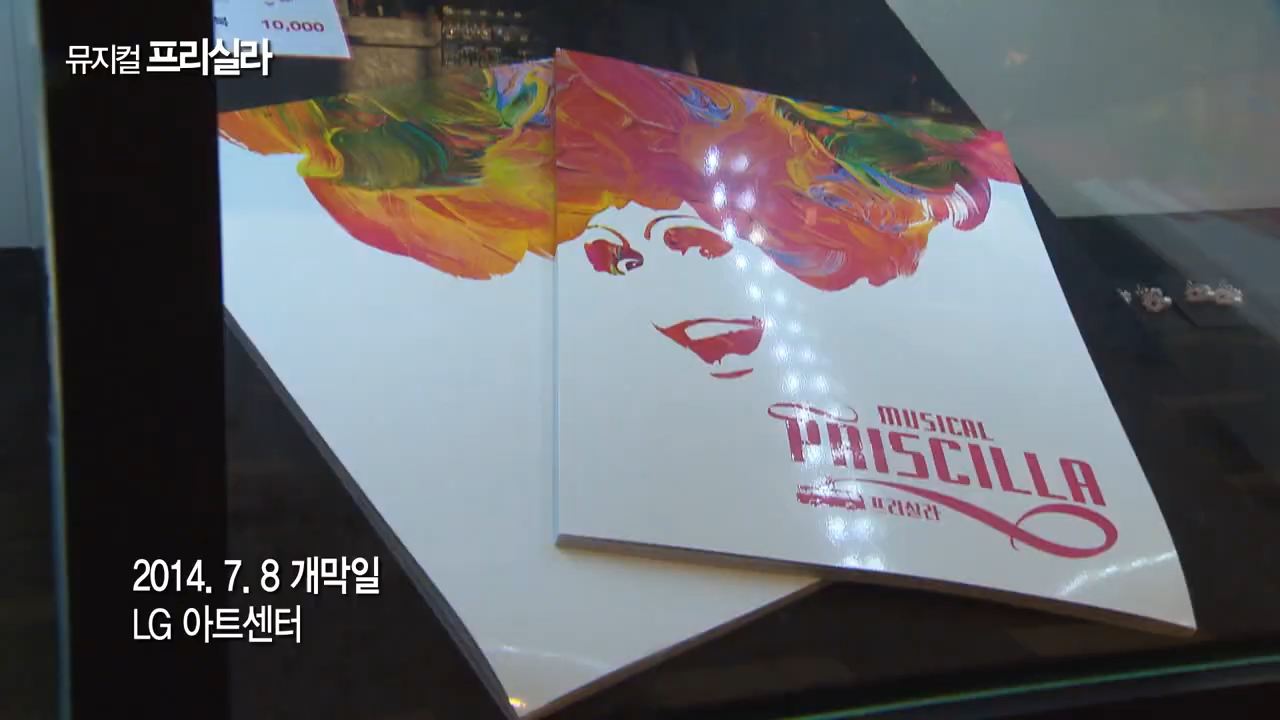 10,000
뮤지컬 프리실라
MUSICAL
PRISCILLA
프리실라
2014. 7. 8 개막일
LG 아트센터